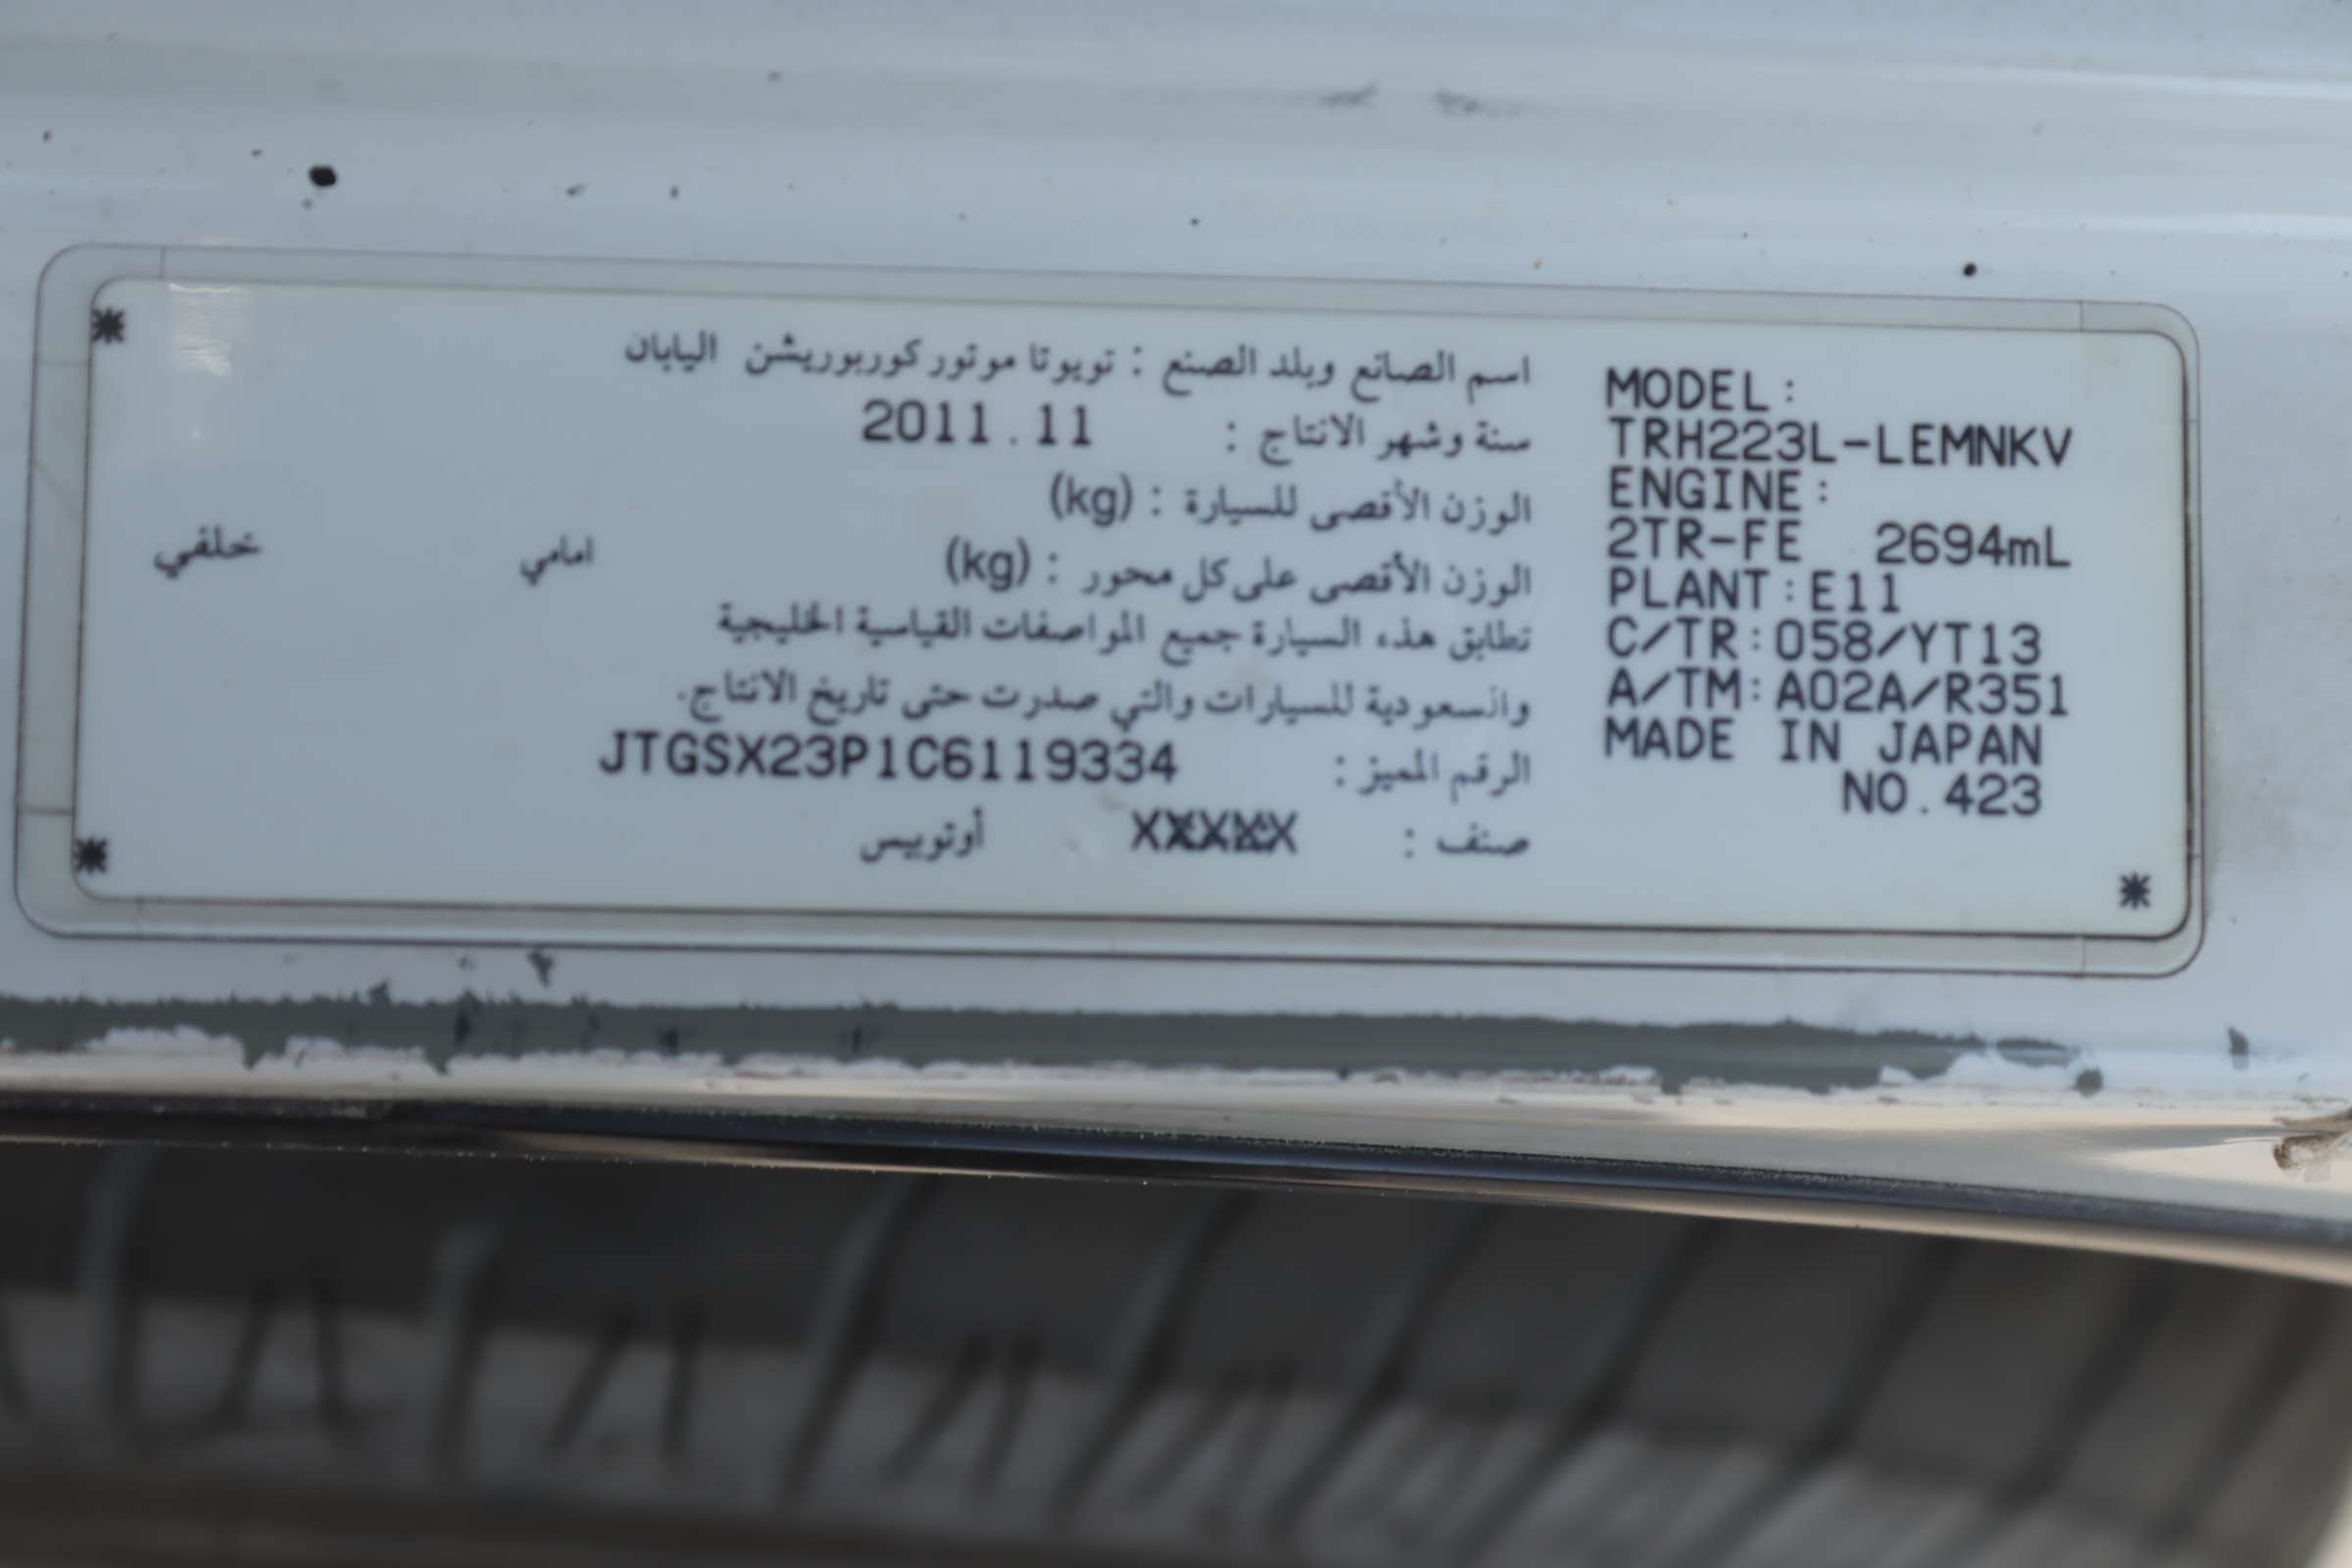 اسم الصانع وبلد الصنع : تويوتا موتور كوربوريشن اليابان
سنة وشهر الانتاج : 2011.11
الوزن الأقصى للسيارة : (kg)
الوزن الأقصى على كل محور : (kg) امامي خلفي
تطابق هذه السيارة جميع المواصفات القياسية الخليجية
والسعودية للسيارات والتي صدرت حتى تاريخ الانتاج.
الرقم المميز : JTGSX23P1C6119334
صنف : أوتوبيس
MODEL:
TRH223L-LEMNKV
ENGINE:
2TR-FE 2694mL
PLANT:E11
C/TR:058/YT13
A/TM:A02A/R351
MADE IN JAPAN
NO.423